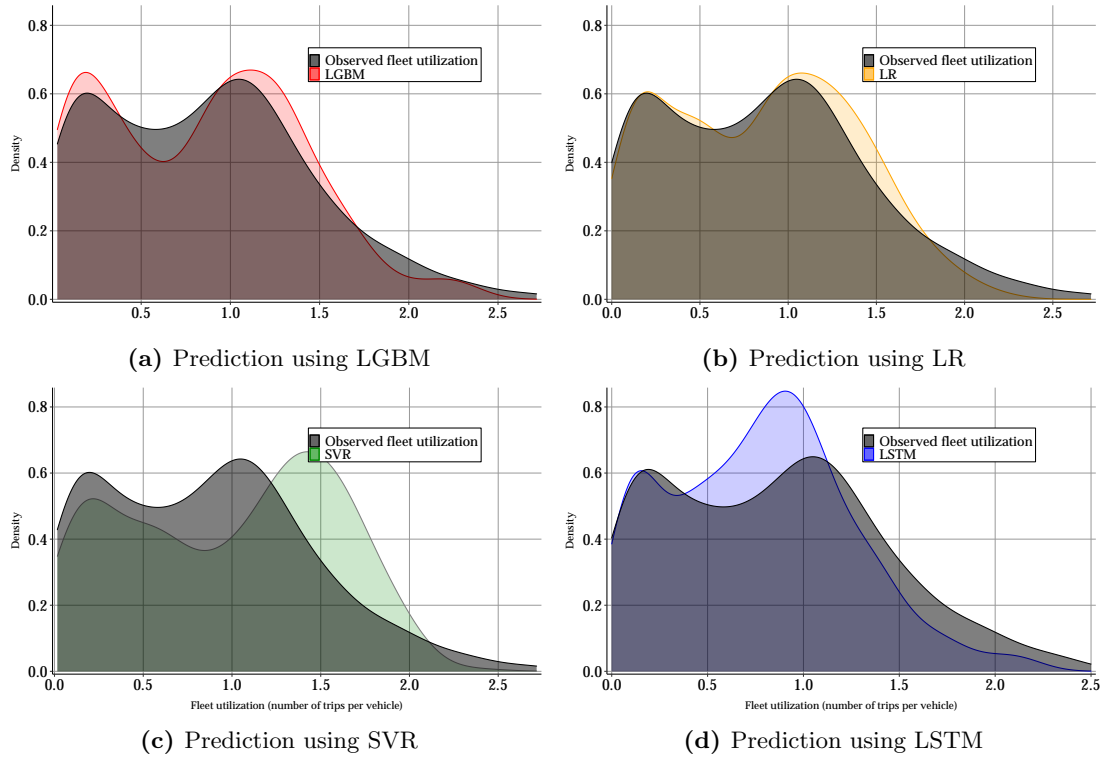 0.8
0.6
0.4
0.2
0.0
Density
Observed fleet utilization
LGBM
0.5 1.0 1.5 2.0 2.5
(a) Prediction using LGBM
0.8
0.6
0.4
0.2
0.0
Density
Observed fleet utilization
LR
0.0 0.5 1.0 1.5 2.0 2.5
(b) Prediction using LR
0.8
0.6
0.4
0.2
0.0
Density
Observed fleet utilization
SVR
0.0 0.5 1.0 1.5 2.0 2.5
Fleet utilization (number of trips per vehicle)
(c) Prediction using SVR
0.8
0.6
0.4
0.2
0.0
Density
Observed fleet utilization
LSTM
0.0 0.5 1.0 1.5 2.0 2.5
Fleet utilization (number of trips per vehicle)
(d) Prediction using LSTM